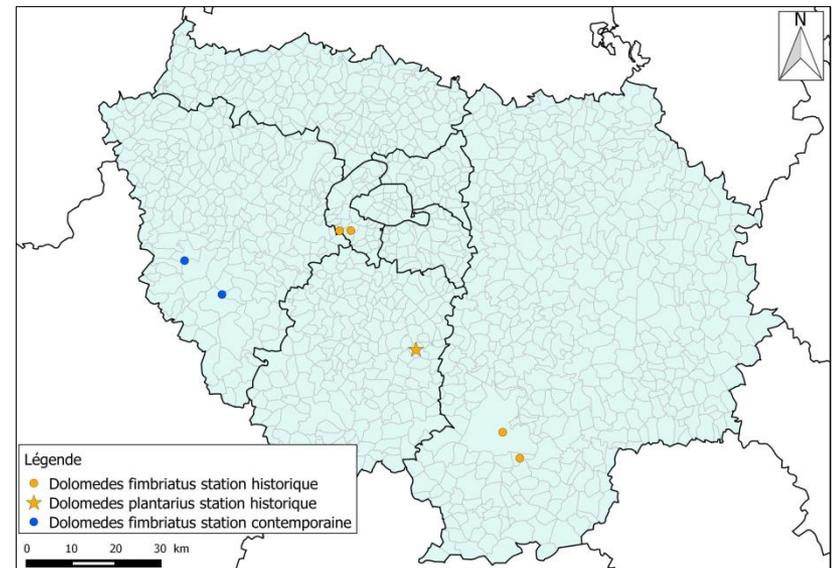 N
Légende
Dolomedes fimbriatus station historique
Dolomedes plantarius station historique
Dolomedes fimbriatus station contemporaine
0 10 20 30 km